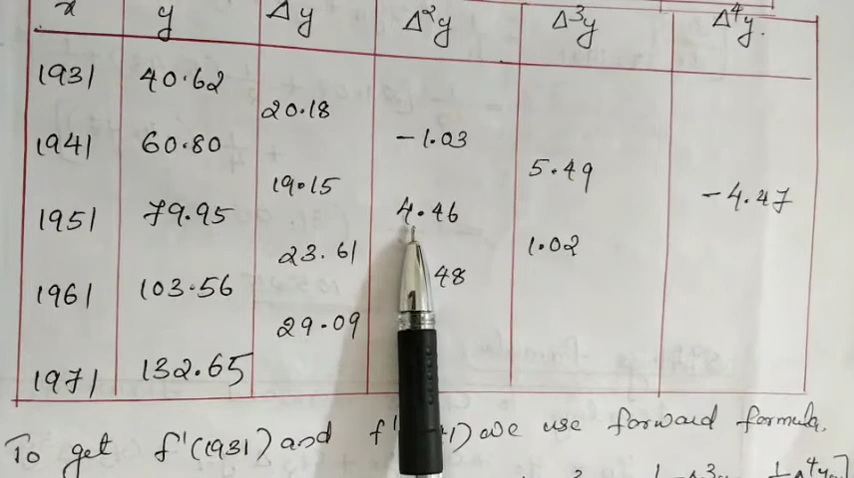 x y Δy Δ²y Δ³y Δ⁴y.
1931 40.62
20.18
1941 60.80 -1.03
19.15 5.49
1951 79.95 4.46 -4.47
23.61 1.02
1961 103.56 48
29.09
1971 132.65
To get f'(1931) and f' 1) we use forward formula.